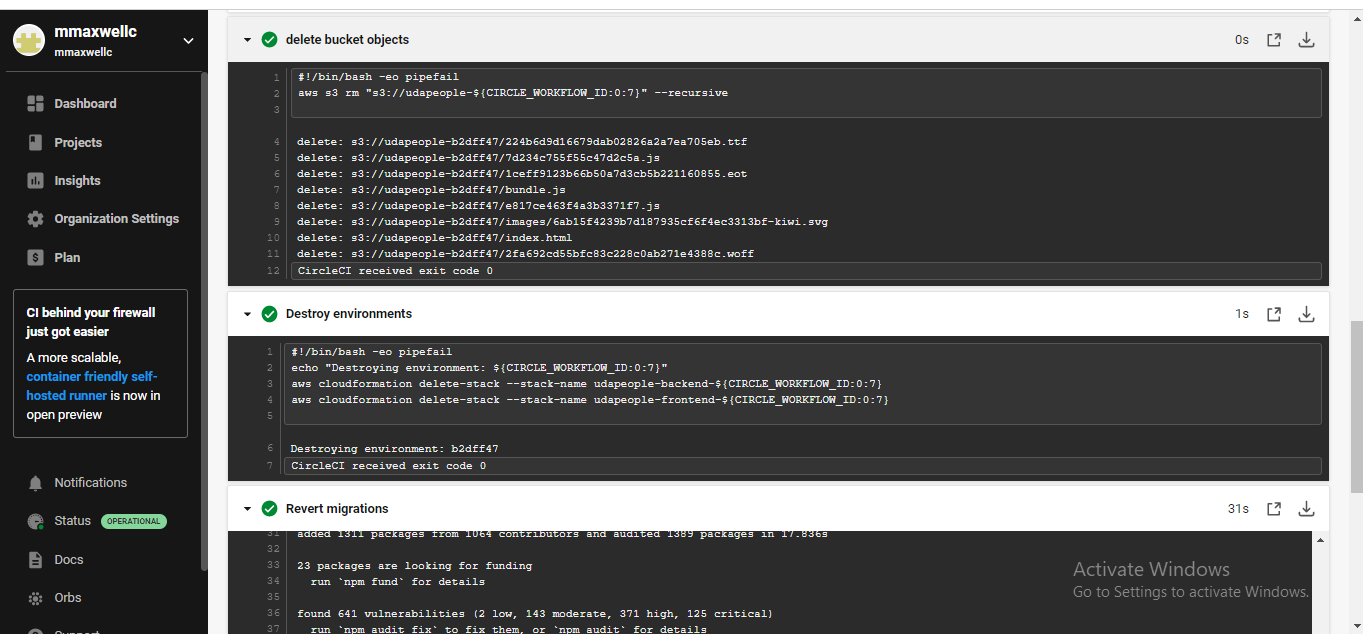 mmaxwellc
mmaxwellc
Dashboard
Projects
Insights
Organization Settings
Plan
CI behind your firewall
just got easier
A more scalable,
container friendly self-
hosted runner is now in
open preview
Notifications
Status OPERATIONAL
Docs
Orbs
Support
delete bucket objects 0s
1 #!/bin/bash -eo pipefail
2 aws s3 rm "s3://udapeople-${CIRCLE_WORKFLOW_ID:0:7}" --recursive
3
4 delete: s3://udapeople-b2dff47/224b6d9d16679dab02826a2a7ea705eb.ttf
5 delete: s3://udapeople-b2dff47/7d234c755f55c47d2c5a.js
6 delete: s3://udapeople-b2dff47/1ceff9123b66b50a7d3cb5b221160855.eot
7 delete: s3://udapeople-b2dff47/bundle.js
8 delete: s3://udapeople-b2dff47/e817ce463f4a3b3371f7.js
9 delete: s3://udapeople-b2dff47/images/6ab15f4239b7d187935cf6f4ec3313bf-kiwi.svg
10 delete: s3://udapeople-b2dff47/index.html
11 delete: s3://udapeople-b2dff47/2fa692cd55bfc83c228c0ab271e4388c.woff
12 CircleCI received exit code 0
Destroy environments 1s
1 #!/bin/bash -eo pipefail
2 echo "Destroying environment: ${CIRCLE_WORKFLOW_ID:0:7}"
3 aws cloudformation delete-stack --stack-name udapeople-backend-${CIRCLE_WORKFLOW_ID:0:7}
4 aws cloudformation delete-stack --stack-name udapeople-frontend-${CIRCLE_WORKFLOW_ID:0:7}
5
6 Destroying environment: b2dff47
7 CircleCI received exit code 0
Revert migrations 31s
31 added 1311 packages from 1064 contributors and audited 1389 packages in 17.836s
32
33 23 packages are looking for funding
34 run `npm fund` for details
35
36 found 641 vulnerabilities (2 low, 143 moderate, 371 high, 125 critical)
37 run `npm audit fix` to fix them, or `npm audit` for details
Activate Windows
Go to Settings to activate Windows.